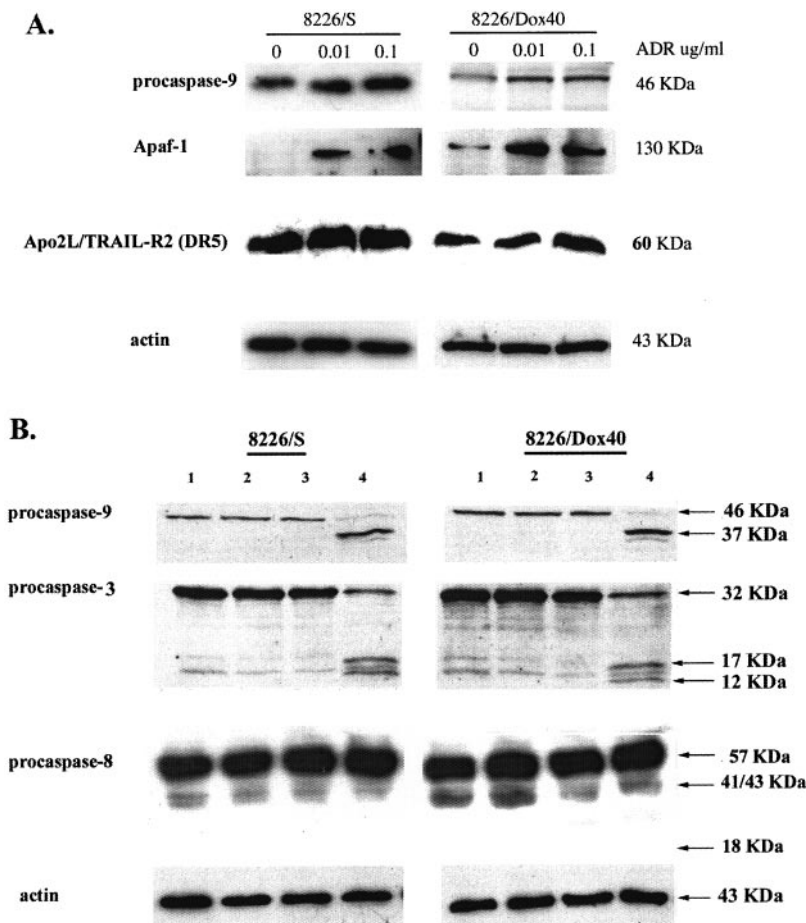 A.
8226/S 8226/Dox40
0 0.01 0.1 0 0.01 0.1 ADR ug/ml
procaspase-9 46 KDa
Apaf-1 130 KDa
Apo2L/TRAIL-R2 (DR5) 60 KDa
actin 43 KDa
B.
8226/S 8226/Dox40
1 2 3 4 1 2 3 4
procaspase-9 46 KDa
37 KDa
procaspase-3 32 KDa
17 KDa
12 KDa
procaspase-8 57 KDa
41/43 KDa
18 KDa
actin 43 KDa